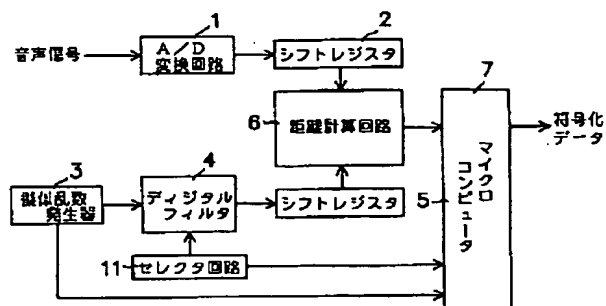 1
2
音声信号
A/D
変換回路
シフトレジスタ
7
6
距離計算回路
マイクロ
コンピュータ
符号化
データ
3
4
5
擬似乱数
発生器
ディジタル
フィルタ
シフトレジスタ
11
セレクタ回路